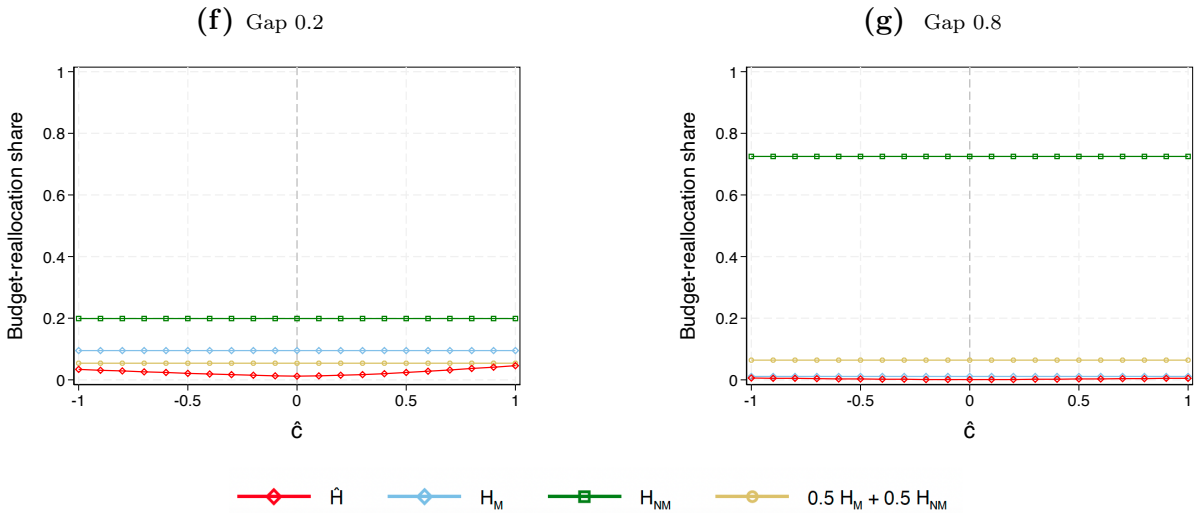 (f) Gap 0.2
(g) Gap 0.8
Budget-reallocation share
1
0.8
0.6
0.4
0.2
0
-1 -0.5 0 0.5 1
ĉ
Budget-reallocation share
1
0.8
0.6
0.4
0.2
0
-1 -0.5 0 0.5 1
ĉ
Ĥ H_M H_NM 0.5 H_M + 0.5 H_NM